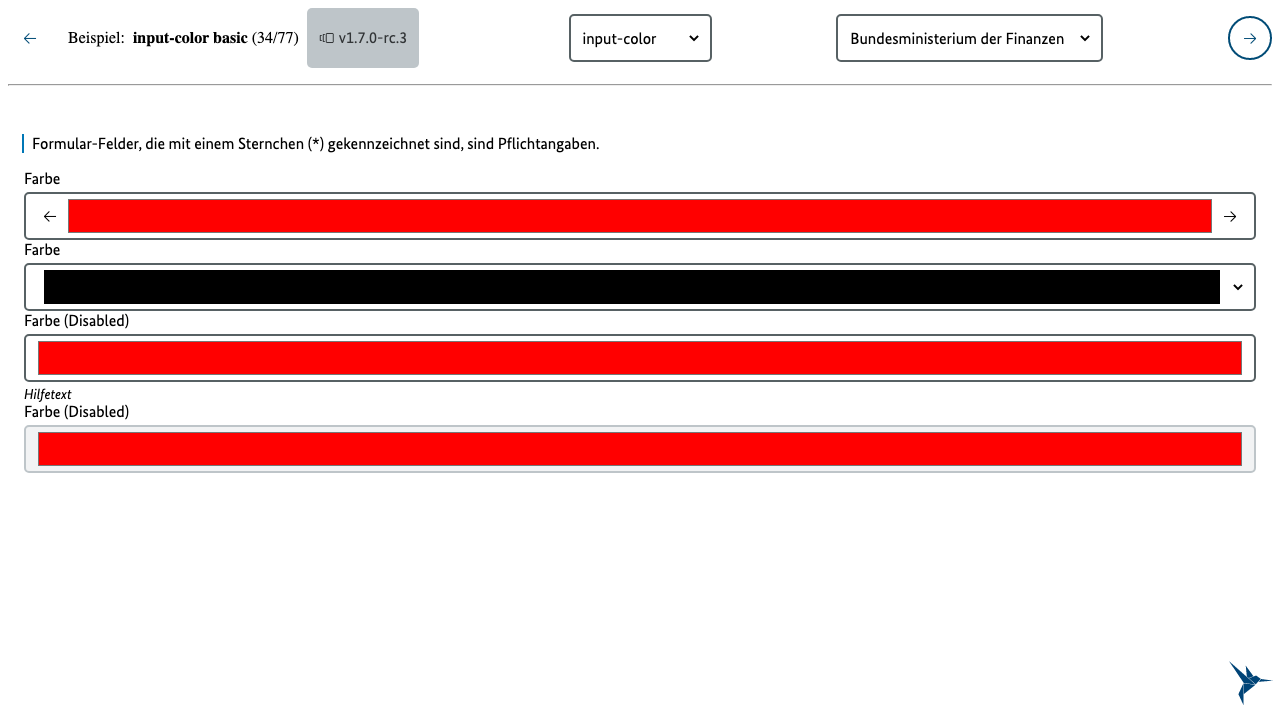 Beispiel: input-color basic (34/77) v1.7.0-rc.3 input-color Bundesministerium der Finanzen
Formular-Felder, die mit einem Sternchen (*) gekennzeichnet sind, sind Pflichtangaben.
Farbe
Farbe
Farbe (Disabled)
Hilfetext
Farbe (Disabled)